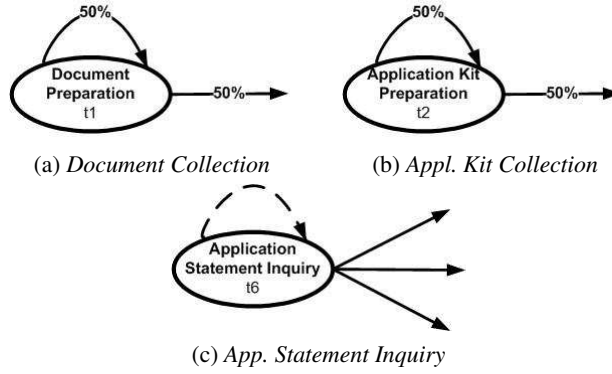 50%
Document
Preparation
t1
50%
(a) Document Collection
50%
Application Kit
Preparation
t2
50%
(b) Appl. Kit Collection
Application
Statement Inquiry
t6
(c) App. Statement Inquiry